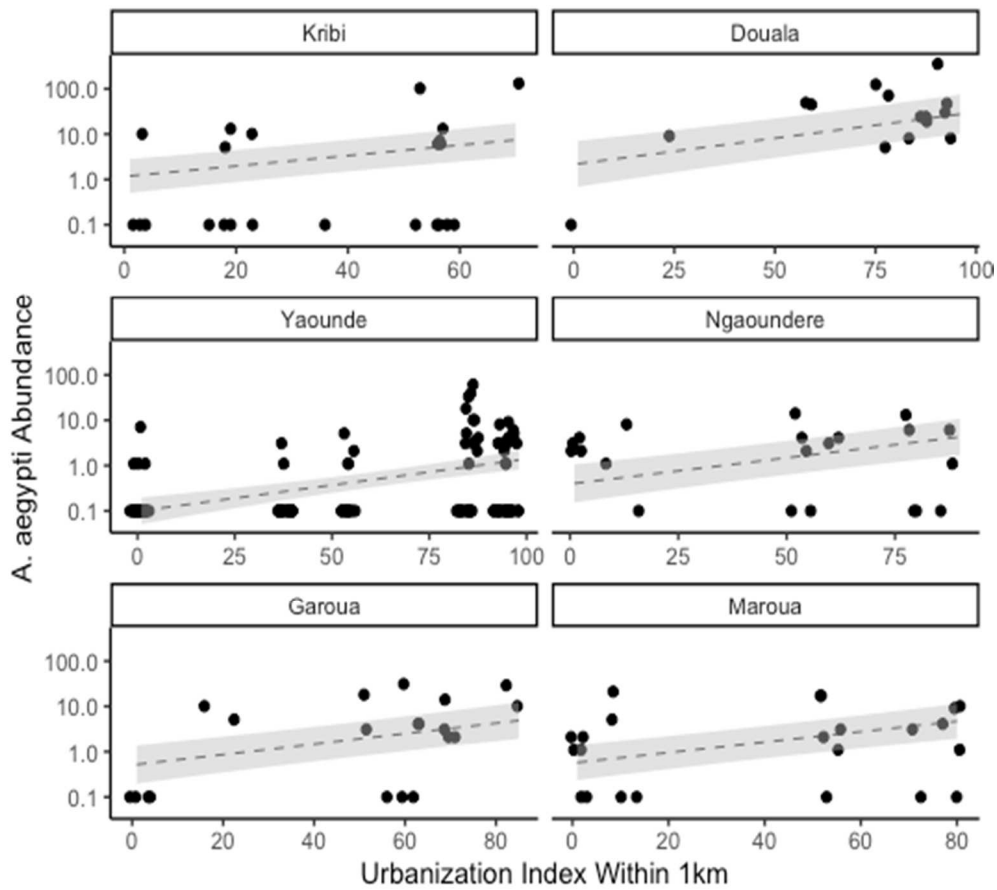 Kribi
Douala
100.0
10.0
1.0
0.1
0 20 40 60
0 25 50 75 100
Yaounde
Ngaoundere
100.0
10.0
1.0
0.1
0 25 50 75 100
0 25 50 75
Garoua
Maroua
100.0
10.0
1.0
0.1
0 20 40 60 80
0 20 40 60 80
A. aegypti Abundance
Urbanization Index Within 1km